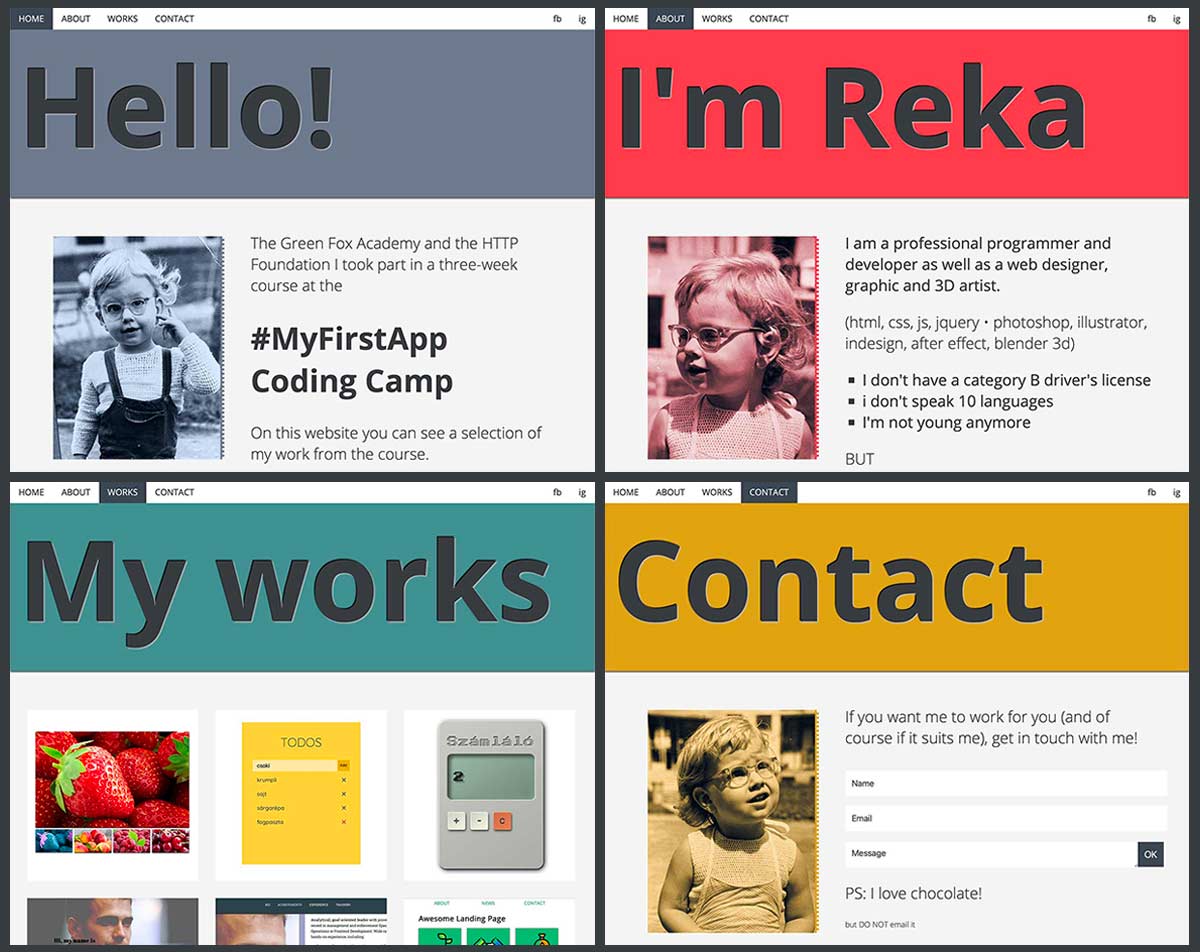 HOME ABOUT WORKS CONTACT fb ig
Hello!
The Green Fox Academy and the HTTP
Foundation I took part in a three-week
course at the
#MyFirstApp
Coding Camp
On this website you can see a selection of
my work from the course.
HOME ABOUT WORKS CONTACT fb ig
I'm Reka
I am a professional programmer and
developer as well as a web designer,
graphic and 3D artist.
(html, css, js, jquery • photoshop, illustrator,
indesign, after effect, blender 3d)
I don't have a category B driver's license
i don't speak 10 languages
I'm not young anymore
BUT
HOME ABOUT WORKS CONTACT fb ig
My works
TODOS
csoki
krumpli
sajt
sárgarépa
fogpaszta
Számláló
2
+ - C
Hi, my name is
ABOUT NEWS CONTACT
Awesome Landing Page
HOME ABOUT WORKS CONTACT fb ig
Contact
If you want me to work for you (and of
course if it suits me), get in touch with me!
Name
Email
Message OK
PS: I love chocolate!
but DO NOT email it